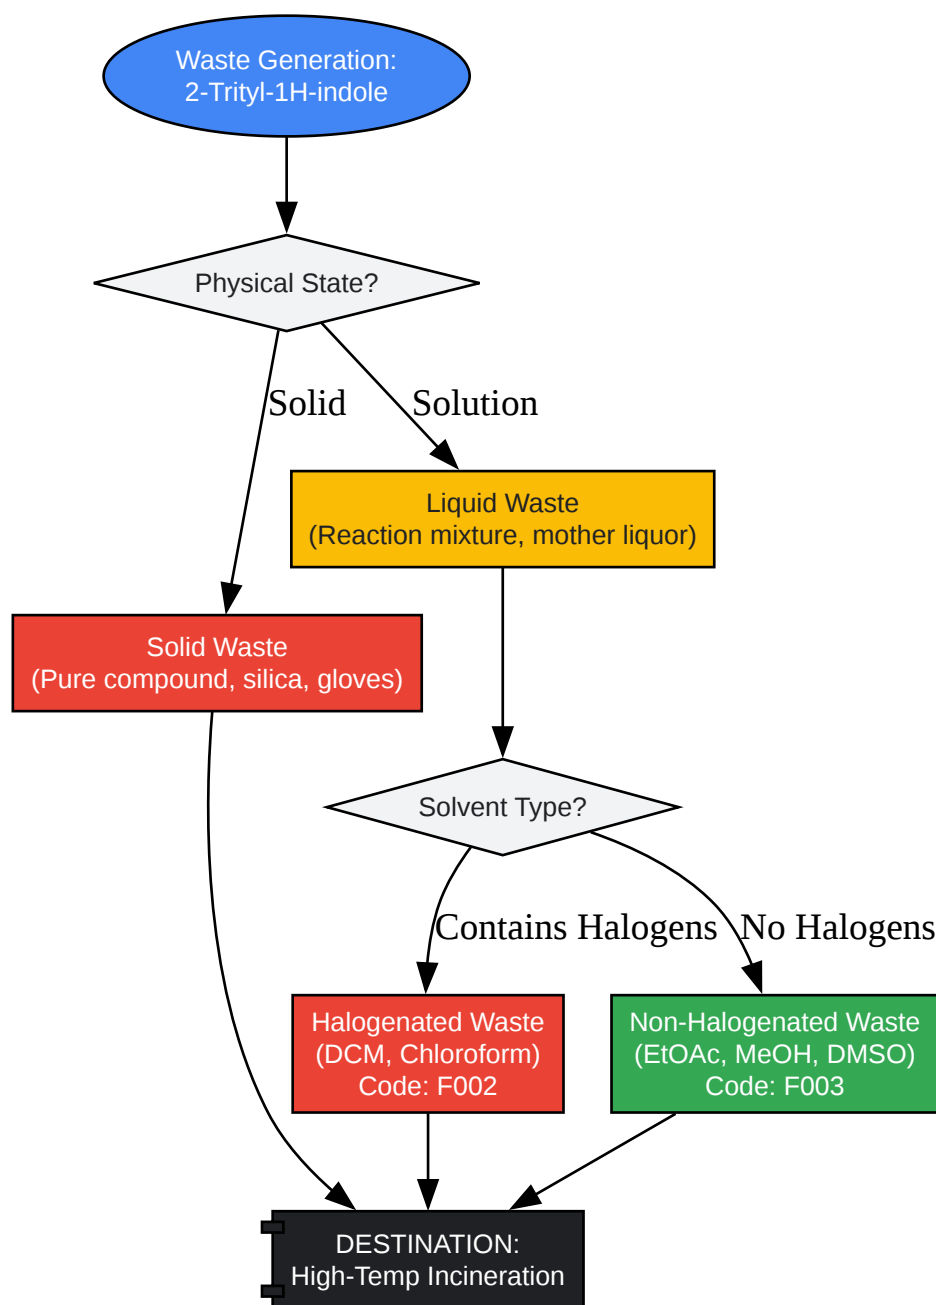 Waste Generation:
2-Trityl-1H-indole
Physical State?
Solid
Solution
Liquid Waste
(Reaction mixture, mother liquor)
Solid Waste
(Pure compound, silica, gloves)
Solvent Type?
Contains Halogens
No Halogens
Halogenated Waste
(DCM, Chloroform)
Code: F002
Non-Halogenated Waste
(EtOAc, MeOH, DMSO)
Code: F003
DESTINATION:
High-Temp Incineration